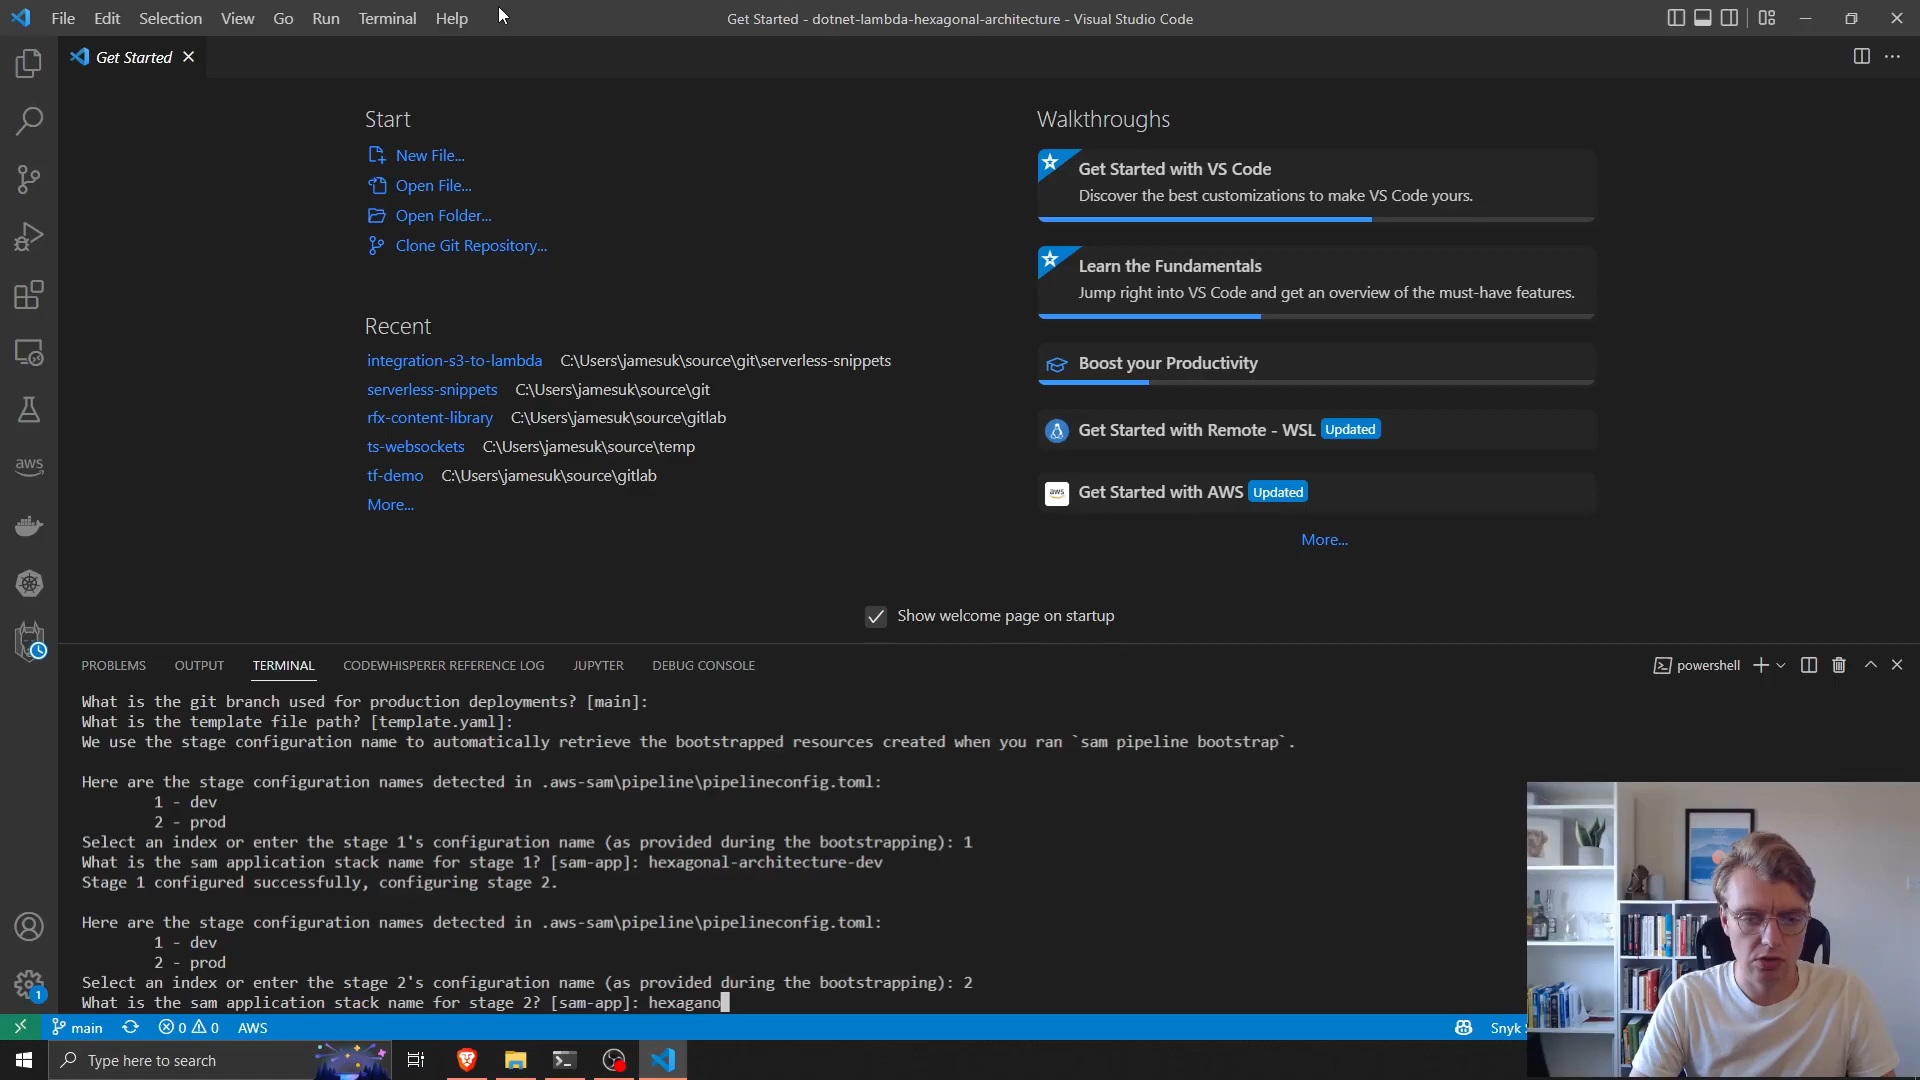 File Edit Selection View Go Run Terminal Help
Get Started - dotnet-lambda-hexagonal-architecture - Visual Studio Code
Get Started
Start
New File...
Open File...
Open Folder...
Clone Git Repository...
Recent
integration-s3-to-lambda C:\Users\jamesuk\source\git\serverless-snippets
serverless-snippets C:\Users\jamesuk\source\git
rfx-content-library C:\Users\jamesuk\source\gitlab
ts-websockets C:\Users\jamesuk\source\temp
tf-demo C:\Users\jamesuk\source\gitlab
More...
Walkthroughs
Get Started with VS Code
Discover the best customizations to make VS Code yours.
Learn the Fundamentals
Jump right into VS Code and get an overview of the must-have features.
Boost your Productivity
Get Started with Remote - WSL Updated
aws Get Started with AWS Updated
More...
Show welcome page on startup
aws
PROBLEMS OUTPUT TERMINAL CODEWHISPERER REFERENCE LOG JUPYTER DEBUG CONSOLE
powershell
What is the git branch used for production deployments? [main]:
What is the template file path? [template.yaml]:
We use the stage configuration name to automatically retrieve the bootstrapped resources created when you ran `sam pipeline bootstrap`.
Here are the stage configuration names detected in .aws-sam\pipeline\pipelineconfig.toml:
1 - dev
2 - prod
Select an index or enter the stage 1's configuration name (as provided during the bootstrapping): 1
What is the sam application stack name for stage 1? [sam-app]: hexagonal-architecture-dev
Stage 1 configured successfully, configuring stage 2.
Here are the stage configuration names detected in .aws-sam\pipeline\pipelineconfig.toml:
1 - dev
2 - prod
Select an index or enter the stage 2's configuration name (as provided during the bootstrapping): 2
What is the sam application stack name for stage 2? [sam-app]: hexagano
1
main 0 0 AWS
Snyk
Type here to search